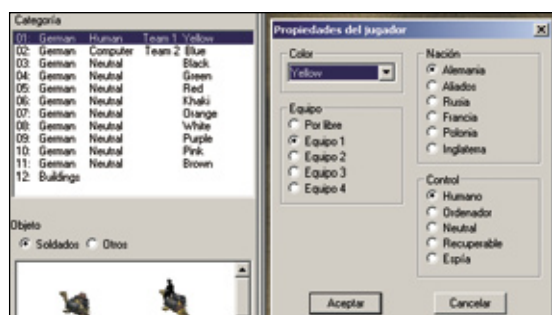 Categoría
01: German Human Team 1 Yellow
02: German Computer Team 2 Blue
03: German Neutral Black
04: German Neutral Green
05: German Neutral Red
06: German Neutral Khaki
07: German Neutral Orange
08: German Neutral White
09: German Neutral Purple
10: German Neutral Pink
11: German Neutral Brown
12: Buildings
Objeto
Soldados Otros
Propiedades del jugador
Color
Yellow
Equipo
Por libre
Equipo 1
Equipo 2
Equipo 3
Equipo 4
Nación
Alemania
Aliados
Rusia
Francia
Polonia
Inglaterra
Control
Humano
Ordenador
Neutral
Recuperable
Espía
Aceptar
Cancelar